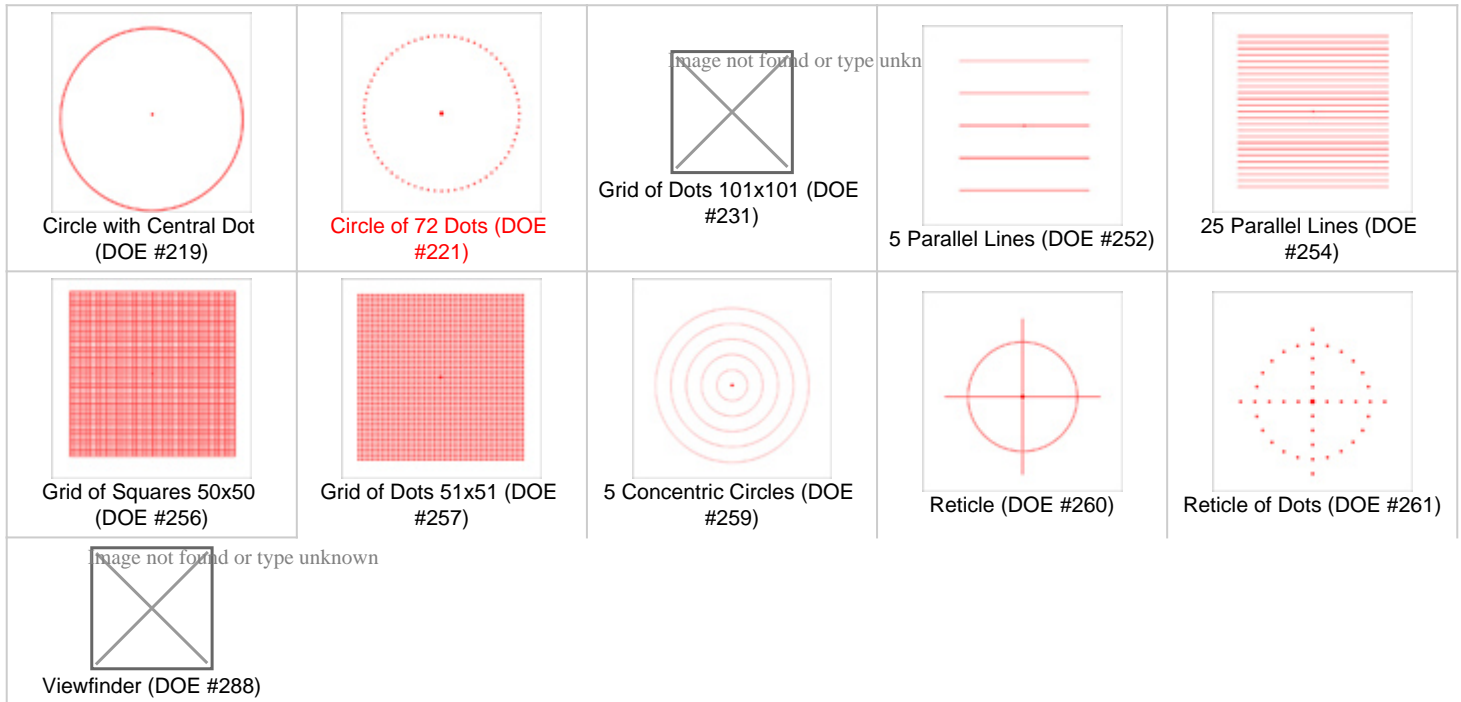 Circle with Central Dot
(DOE #219)
Circle of 72 Dots (DOE
#221)
Image not found or type unkn
Grid of Dots 101x101 (DOE
#231)
5 Parallel Lines (DOE #252)
25 Parallel Lines (DOE
#254)
Grid of Squares 50x50
(DOE #256)
Grid of Dots 51x51 (DOE
#257)
5 Concentric Circles (DOE
#259)
Reticle (DOE #260)
Reticle of Dots (DOE #261)
Image not found or type unknown
Viewfinder (DOE #288)